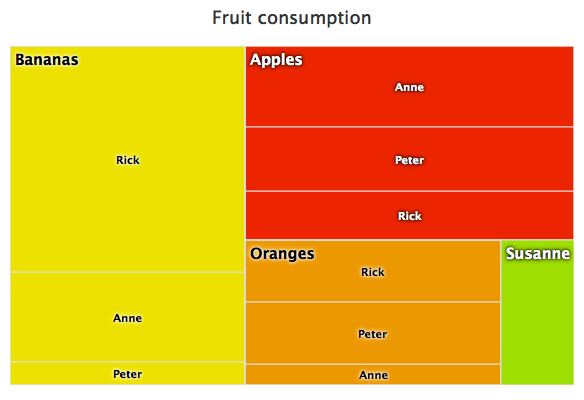 Fruit consumption
Bananas
Rick
Anne
Peter
Apples
Anne
Peter
Rick
Oranges
Rick
Peter
Anne
Susanne